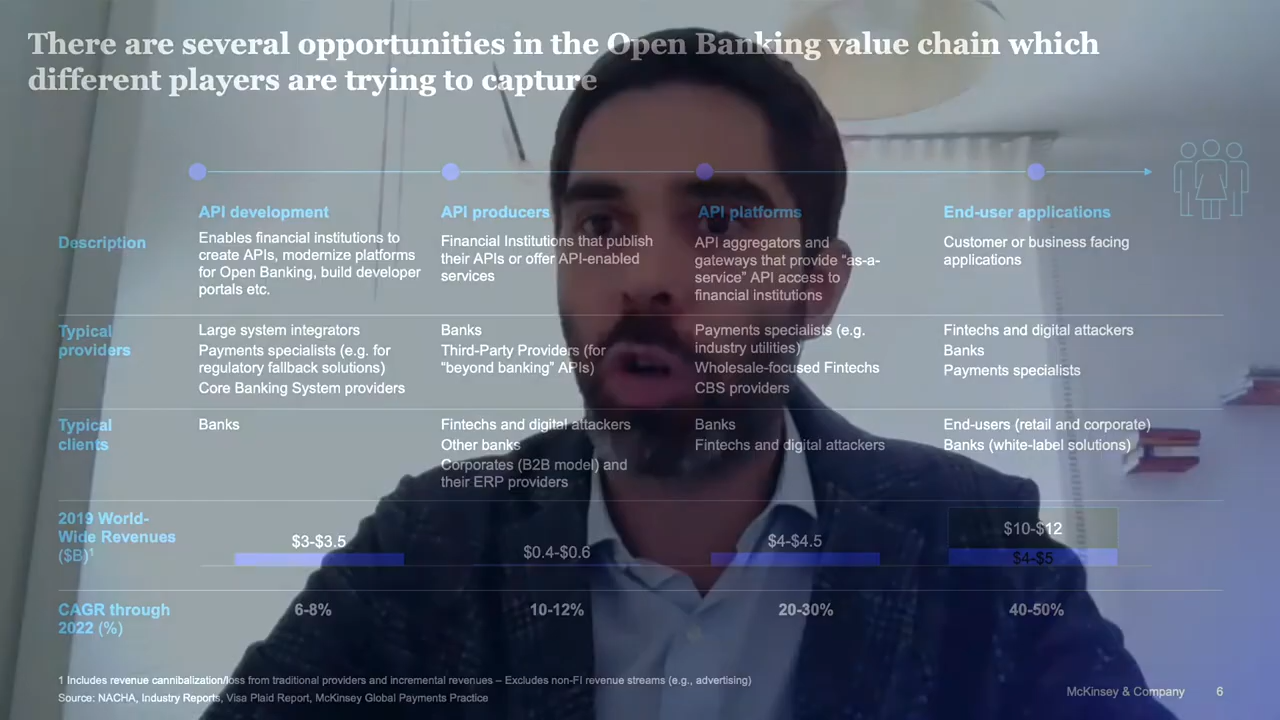 There are several opportunities in the Open Banking value chain which
different players are trying to capture
API development
API producers
API platforms
End-user applications
Description
Enables financial institutions to
create APIs, modernize platforms
for Open Banking, build developer
portals etc.
Financial Institutions that publish
their APIs or offer API-enabled
services
API aggregators and
gateways that provide “as-a-
service” API access to
financial institutions
Customer or business facing
applications
Typical
providers
Large system integrators
Payments specialists (e.g. for
regulatory fallback solutions)
Core Banking System providers
Banks
Third-Party Providers (for
“beyond banking” APIs)
Payments specialists (e.g.
industry utilities)
Wholesale-focused Fintechs
CBS providers
Fintechs and digital attackers
Banks
Payments specialists
Typical
clients
Banks
Fintechs and digital attackers
Other banks
Corporates (B2B model) and
their ERP providers
Banks
Fintechs and digital attackers
End-users (retail and corporate)
Banks (white-label solutions)
2019 World-
Wide Revenues
($B)¹
$3-$3.5
$0.4-$0.6
$4-$4.5
$10-$12
$4-$5
CAGR through
2022 (%)
6-8%
10-12%
20-30%
40-50%
1 Includes revenue cannibalization/loss from traditional providers and incremental revenues – Excludes non-FI revenue streams (e.g., advertising)
Source: NACHA, Industry Reports, Visa Plaid Report, McKinsey Global Payments Practice
McKinsey & Company 6